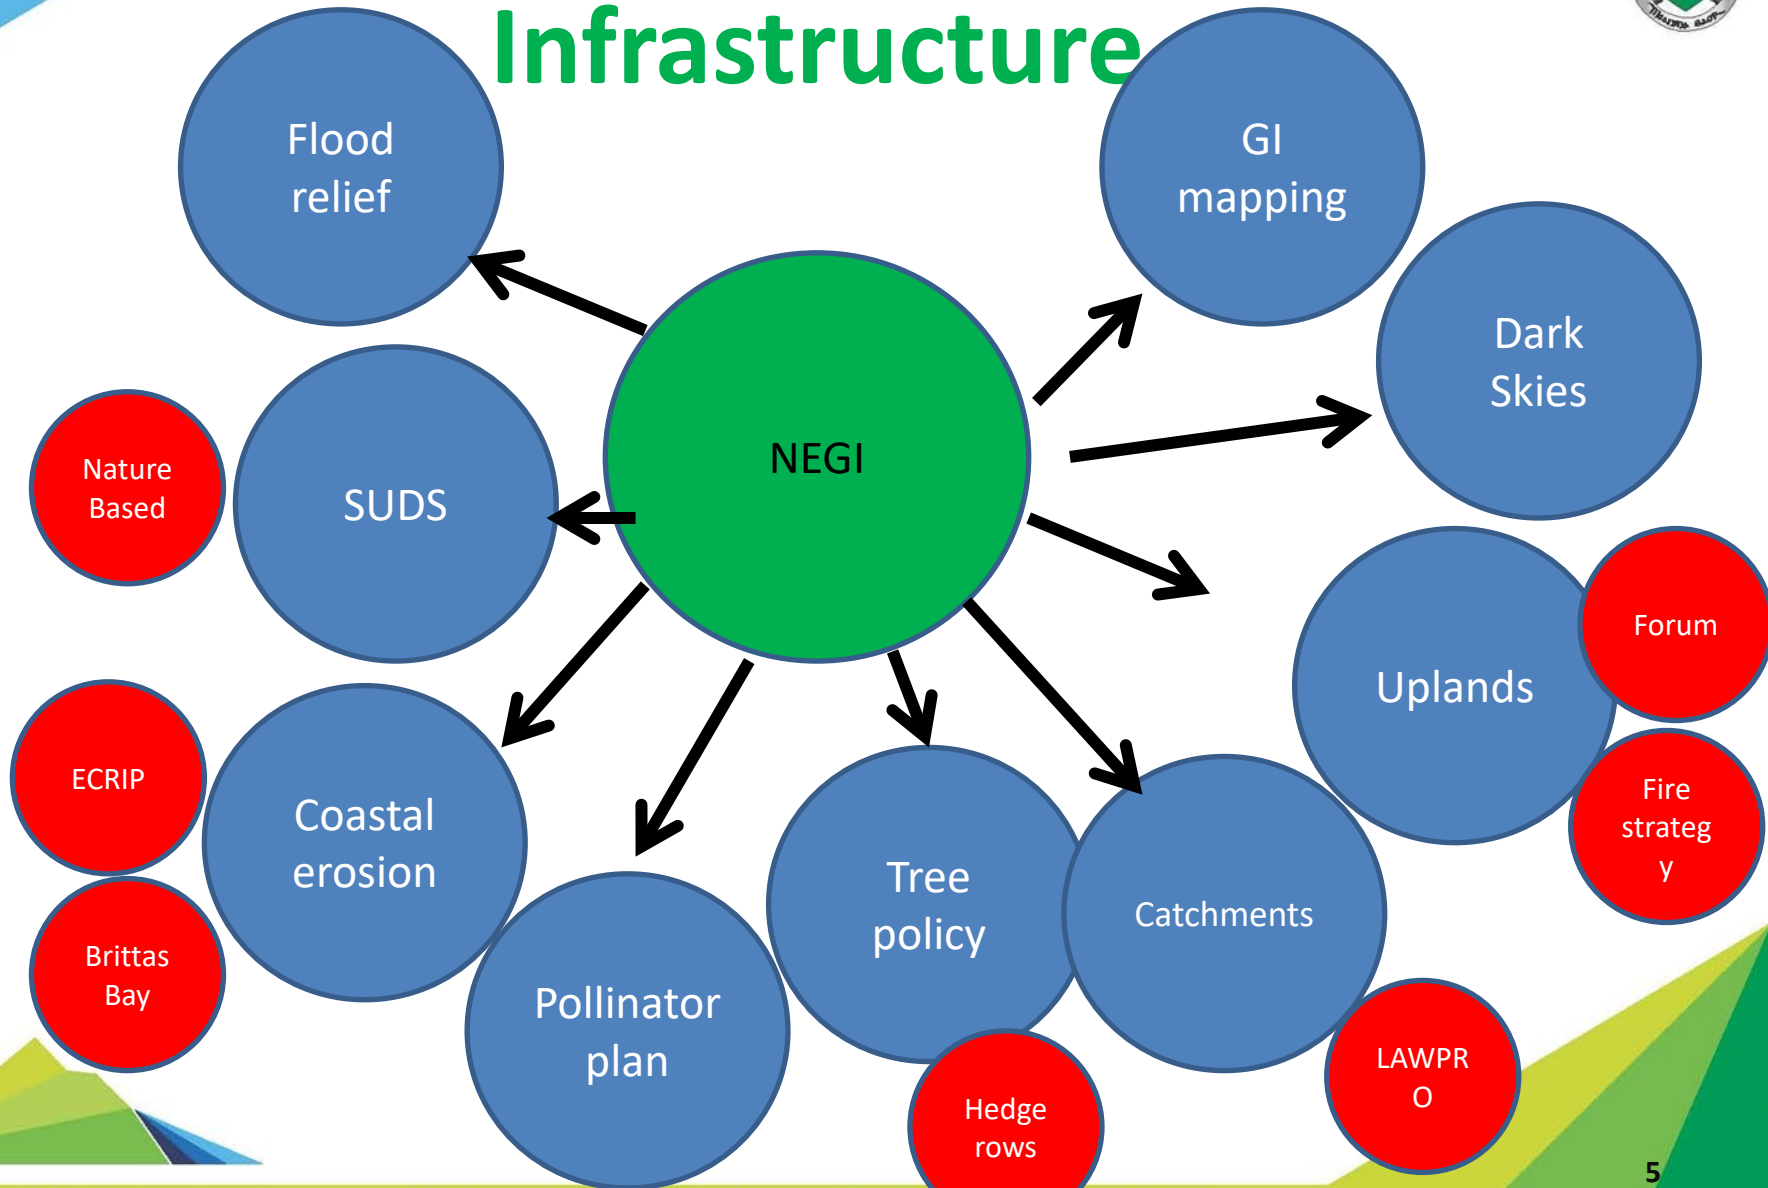 Infrastructure
Flood
relief
GI
mapping
Dark
Skies
NEGI
Nature
Based
SUDS
Forum
Uplands
ECRIP
Coastal
erosion
Fire
strateg
y
Tree
policy
Catchments
Brittas
Bay
Pollinator
plan
LAWPR
O
Hedge
rows
5